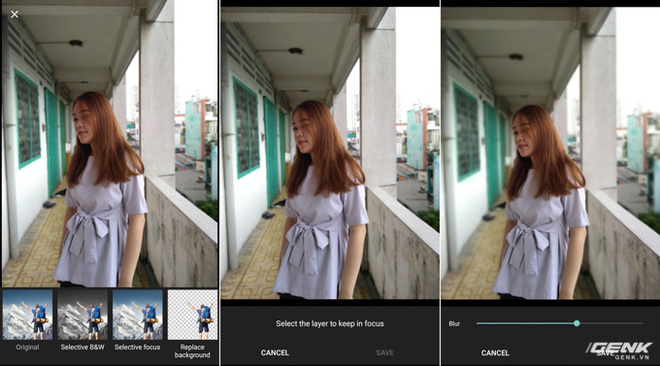 Original
Selective B&W
Selective focus
Replace
background
Select the layer to keep in focus
CANCEL
SAVE
Blur
CANCEL
SAVE
GENK
GENK.VN